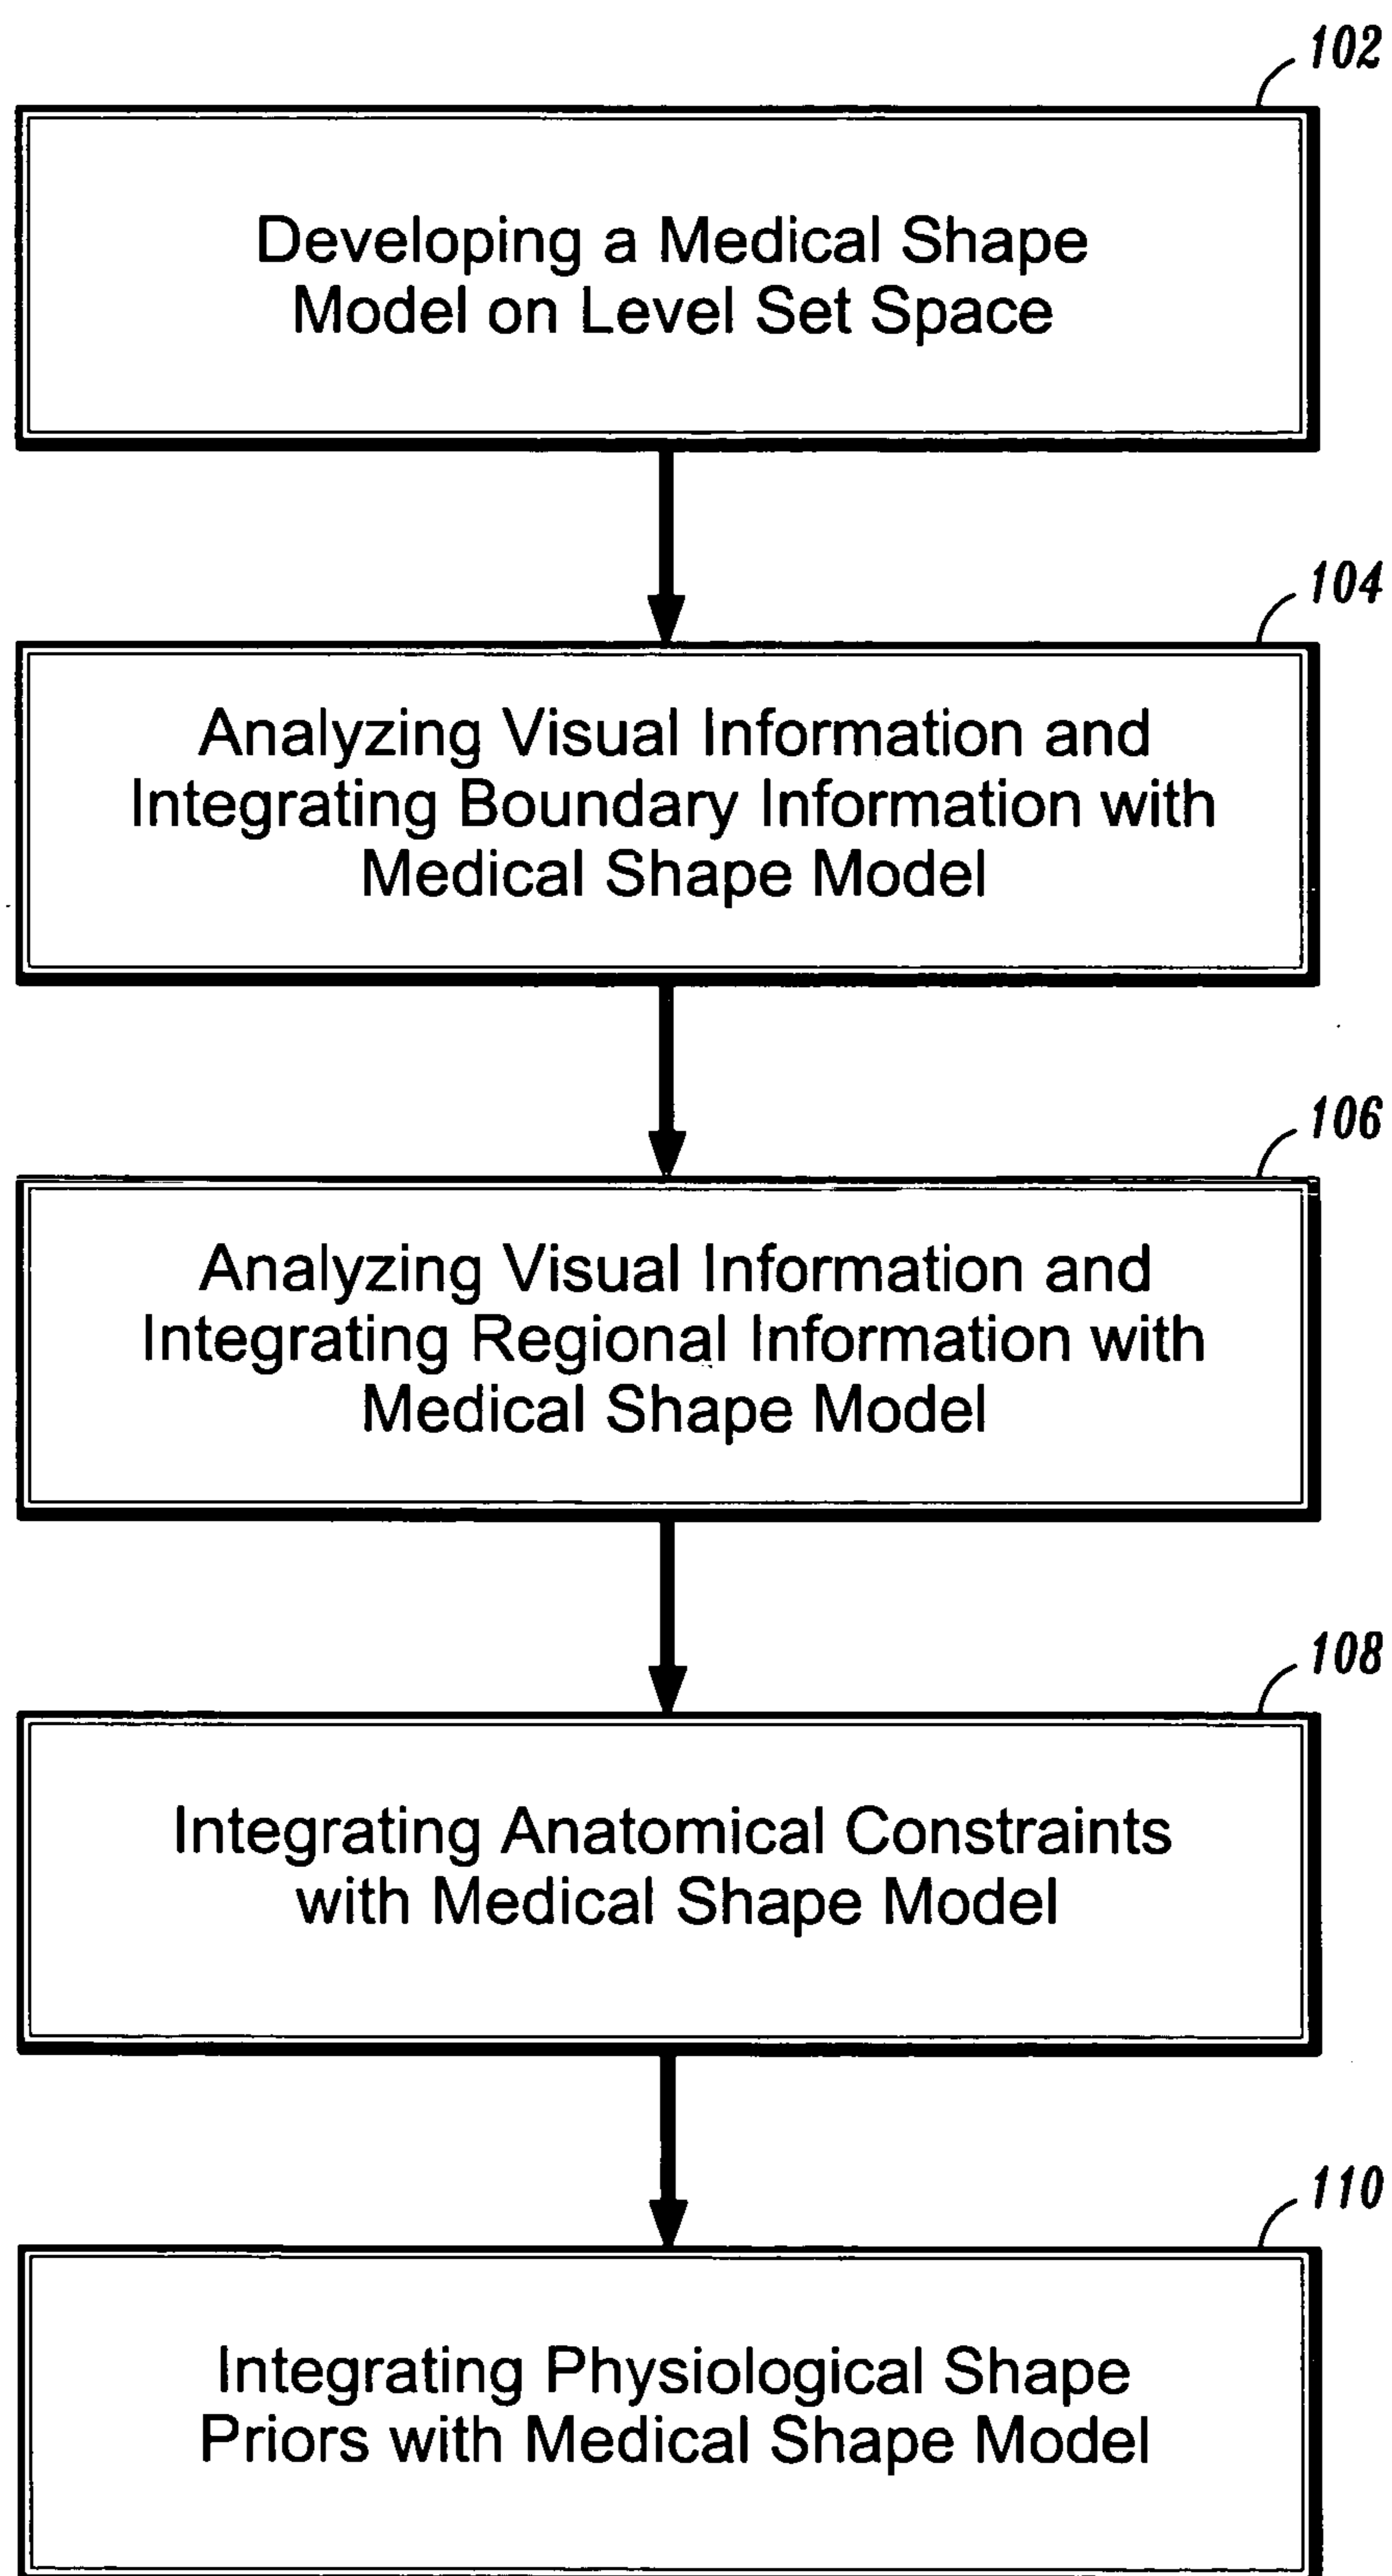 102
Developing a Medical Shape
Model on Level Set Space
104
Analyzing Visual Information and
Integrating Boundary Information with
Medical Shape Model
106
Analyzing Visual Information and
Integrating Regional Information with
Medical Shape Model
108
Integrating Anatomical Constraints
with Medical Shape Model
110
Integrating Physiological Shape
Priors with Medical Shape Model